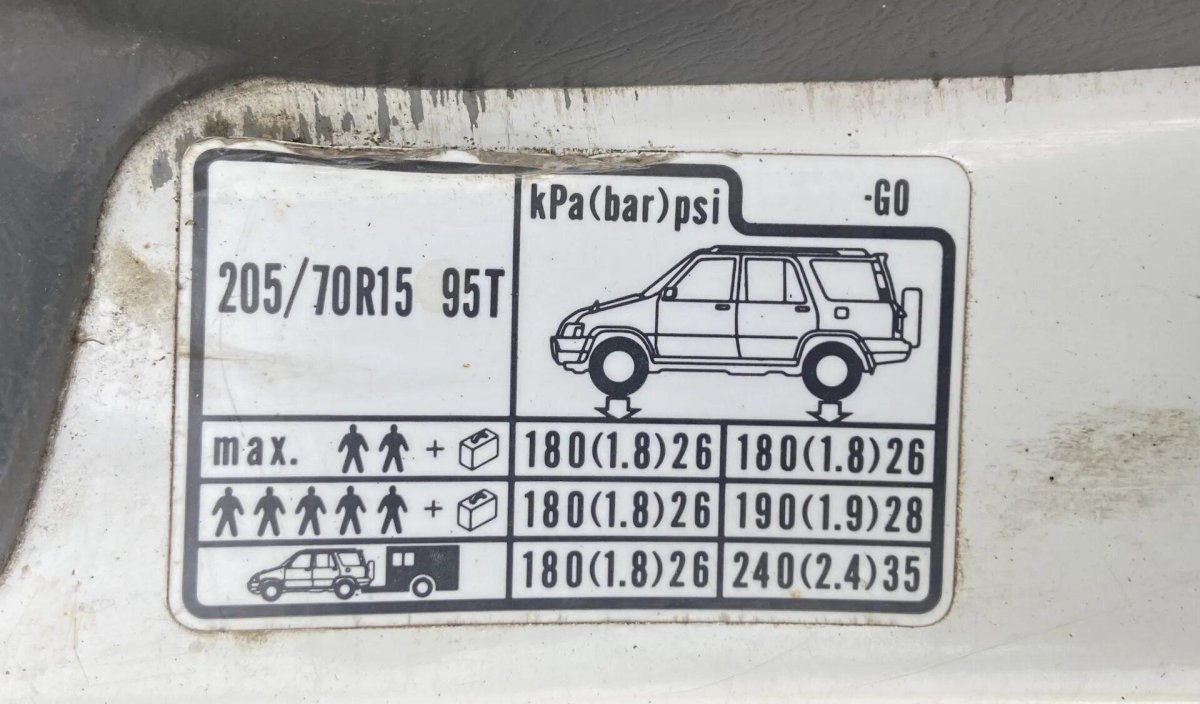 kPa(bar)psi -GO
205/70R15 95T
max. + 180(1.8)26 180(1.8)26
+ 180(1.8)26 190(1.9)28
180(1.8)26 240(2.4)35